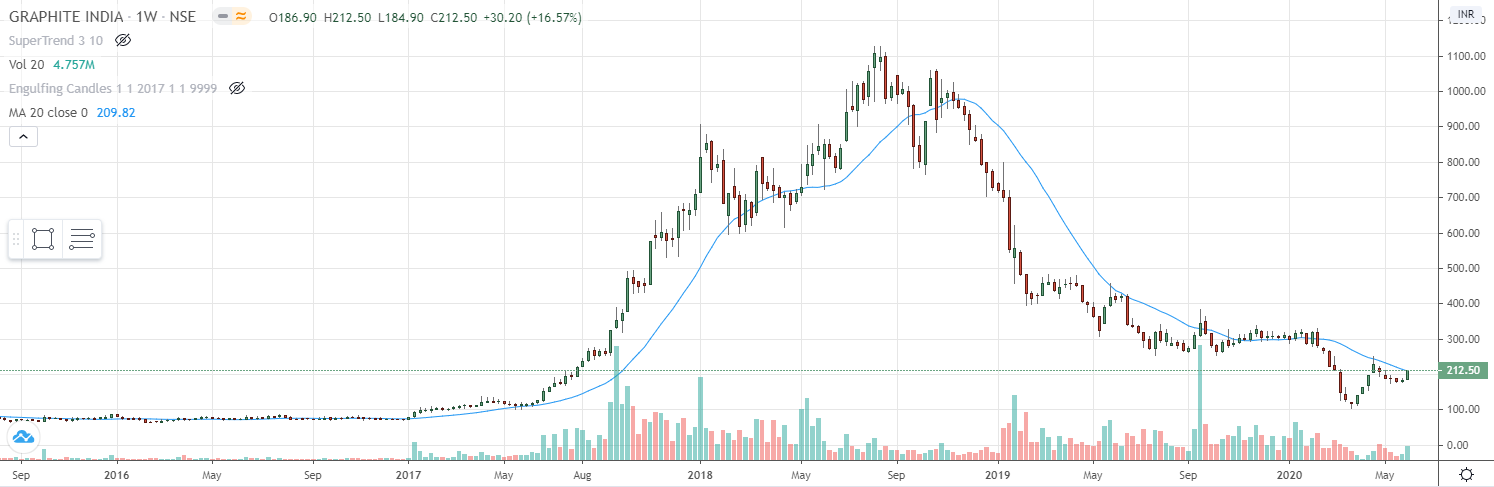 GRAPHITE INDIA · 1W · NSE O186.90 H212.50 L184.90 C212.50 +30.20 (+16.57%)
SuperTrend 3 10
Vol 20 4.757M
Engulfing Candles 1 1 2017 1 1 9999
MA 20 close 0 209.82
INR
1100.00
1000.00
900.00
800.00
700.00
600.00
500.00
400.00
300.00
212.50
100.00
0.00
Sep 2016 May Sep 2017 May Aug 2018 May Sep 2019 May Sep 2020 May